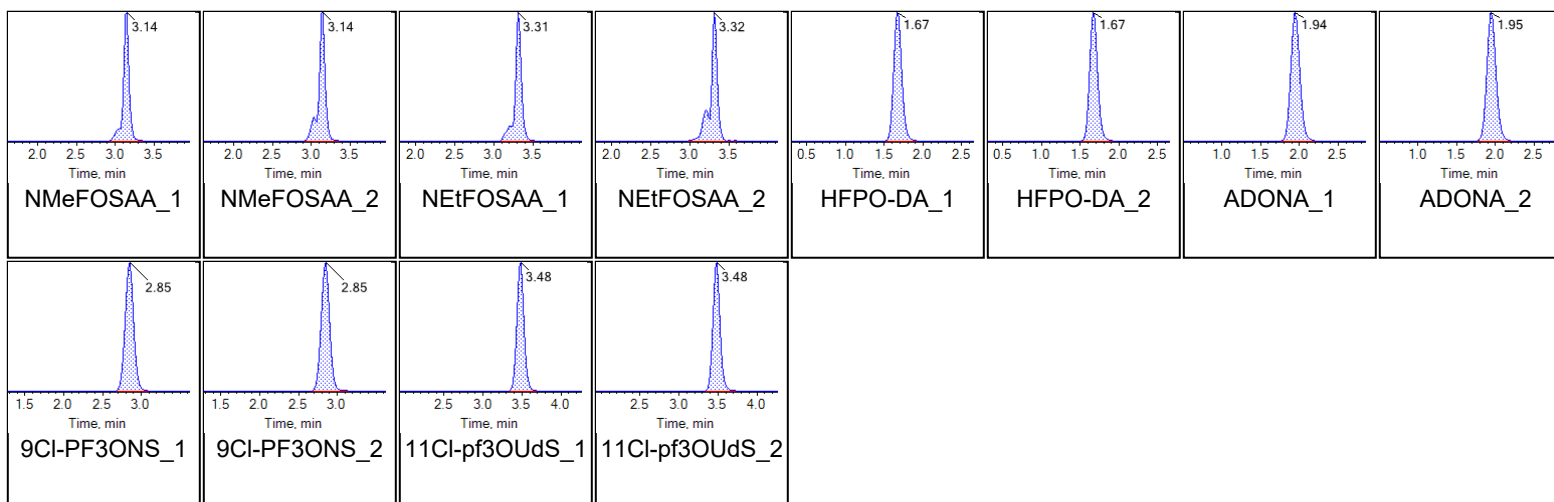 3.14 3.14 3.31 3.32 1.67 1.67 1.94 1.95
2.0 2.5 3.0 3.5 2.0 2.5 3.0 3.5 2.0 2.5 3.0 3.5 2.0 2.5 3.0 3.5 0.5 1.0 1.5 2.0 2.5 0.5 1.0 1.5 2.0 2.5 1.0 1.5 2.0 2.5 1.0 1.5 2.0 2.5
Time, min Time, min Time, min Time, min Time, min Time, min Time, min Time, min
NMeFOSAA_1 NMeFOSAA_2 NEtFOSAA_1 NEtFOSAA_2 HFPO-DA_1 HFPO-DA_2 ADONA_1 ADONA_2
2.85 2.85 3.48 3.48
1.5 2.0 2.5 3.0 1.5 2.0 2.5 3.0 2.5 3.0 3.5 4.0 2.5 3.0 3.5 4.0
Time, min Time, min Time, min Time, min
9Cl-PF3ONS_1 9Cl-PF3ONS_2 11Cl-pf3OUdS_1 11Cl-pf3OUdS_2